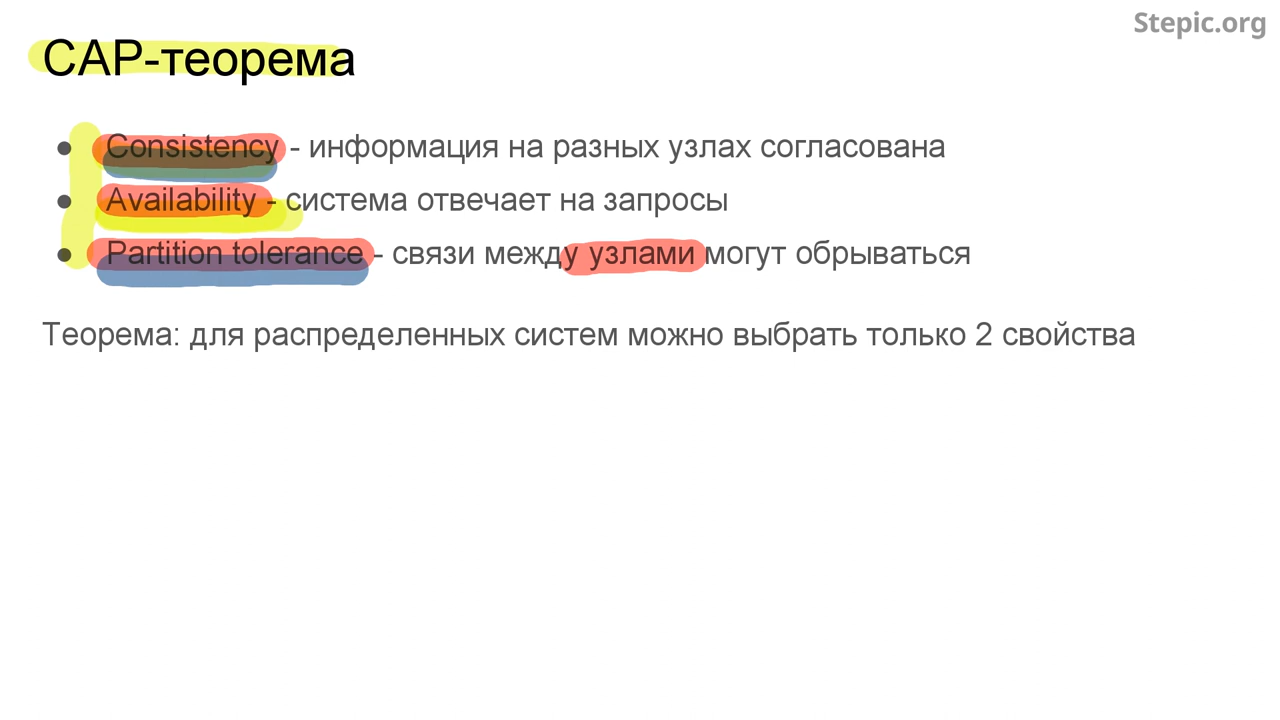 Stepic.org
CAP-теорема
● Consistency - информация на разных узлах согласована
● Availability - система отвечает на запросы
● Partition tolerance - связи между узлами могут обрываться
Теорема: для распределенных систем можно выбрать только 2 свойства